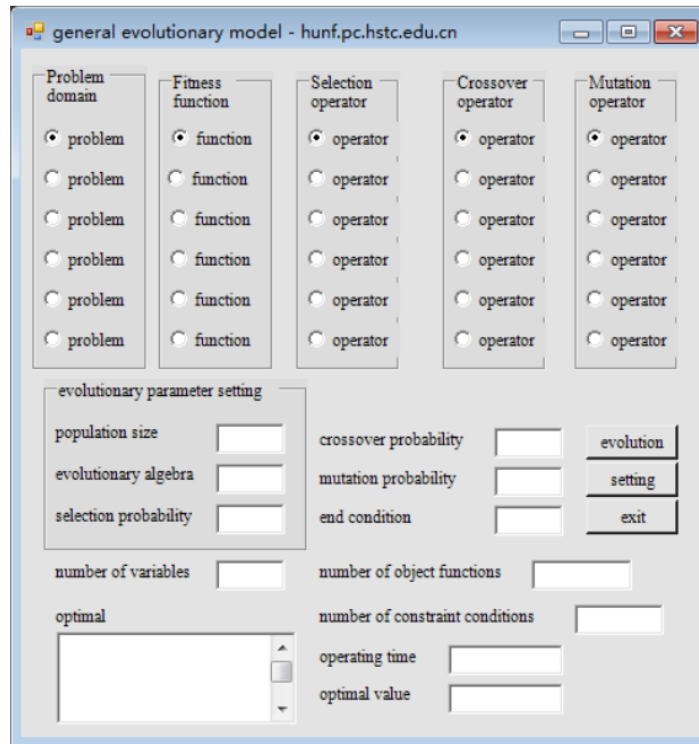 general evolutionary model - hunf.pc.hstc.edu.cn
Problem domain
Fitness function
Selection operator
Crossover operator
Mutation operator
problem function operator operator operator
problem function operator operator operator
problem function operator operator operator
problem function operator operator operator
problem function operator operator operator
problem function operator operator operator
evolutionary parameter setting
population size
crossover probability
evolution
evolutionary algebra
mutation probability
setting
selection probability
end condition
exit
number of variables
number of object functions
optimal
number of constraint conditions
operating time
optimal value